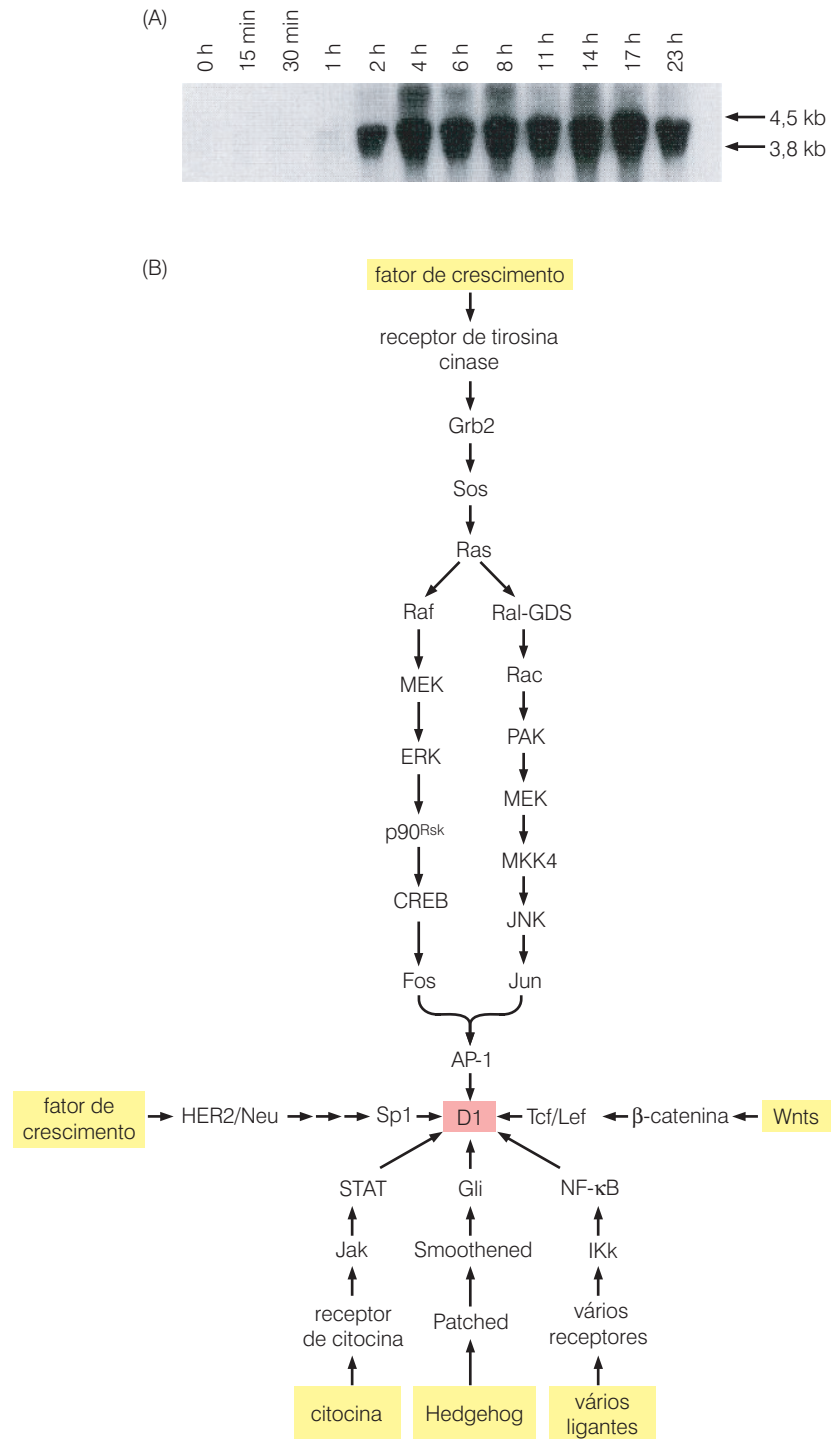 (A)
0 h
15 min
30 min
1 h
2 h
4 h
6 h
8 h
11 h
14 h
17 h
23 h
4,5 kb
3,8 kb
(B)
fator de crescimento
receptor de tirosina
cinase
Grb2
Sos
Ras
Raf
Ral-GDS
MEK
Rac
ERK
PAK
p90Rsk
MEK
CREB
MKK4
JNK
Fos
Jun
AP-1
fator de
crescimento
HER2/Neu
Sp1
D1
Tcf/Lef
β-catenina
Wnts
STAT
Gli
NF-κB
Jak
Smoothened
IKk
receptor
de citocina
Patched
vários
receptores
citocina
Hedgehog
vários
ligantes